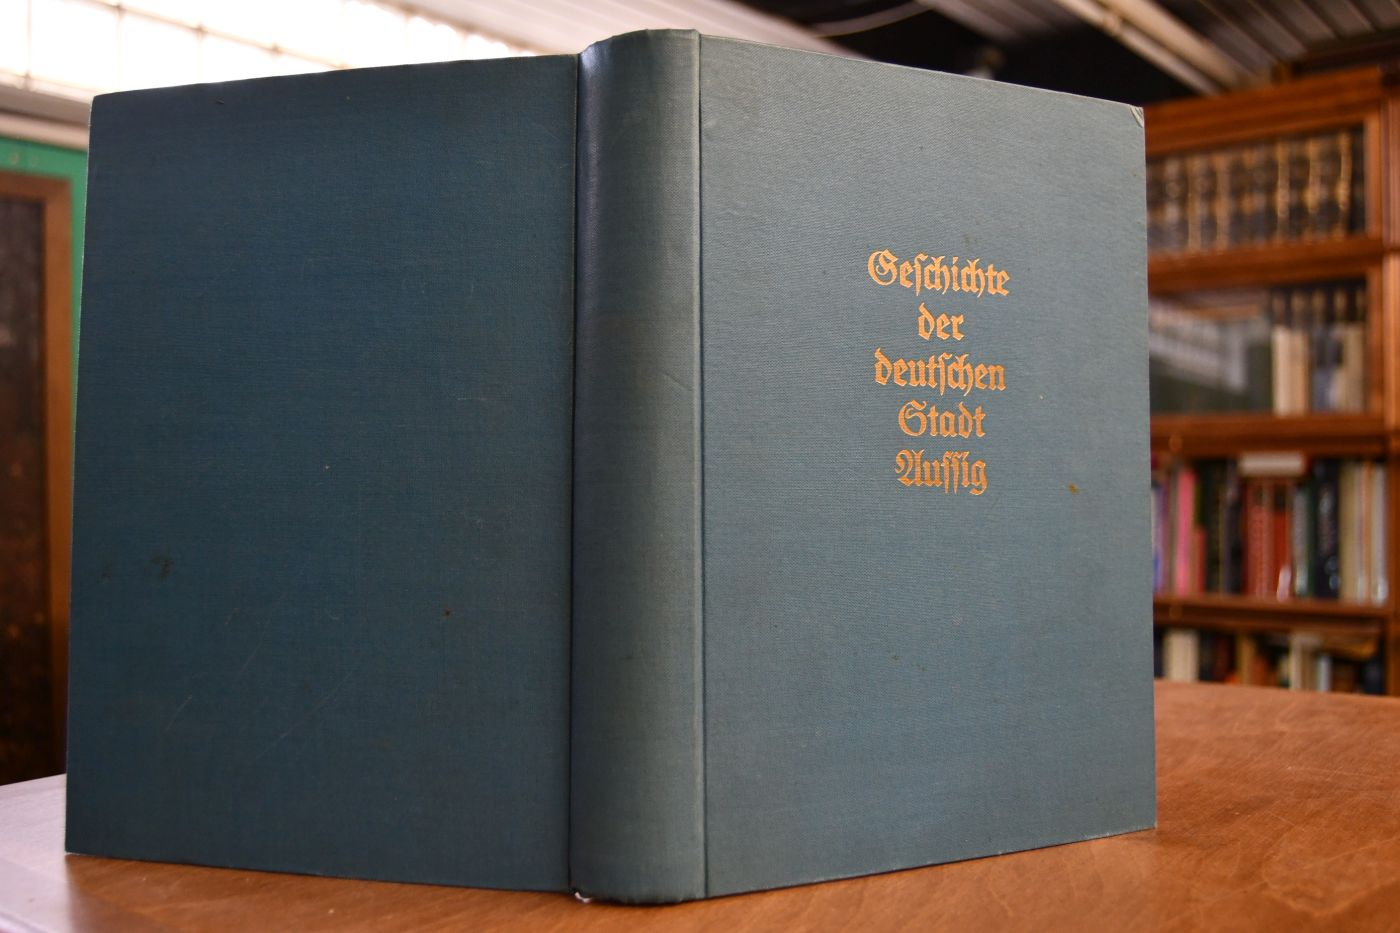 Geſchichte
der
deutſchen
Stadt
Auſſig